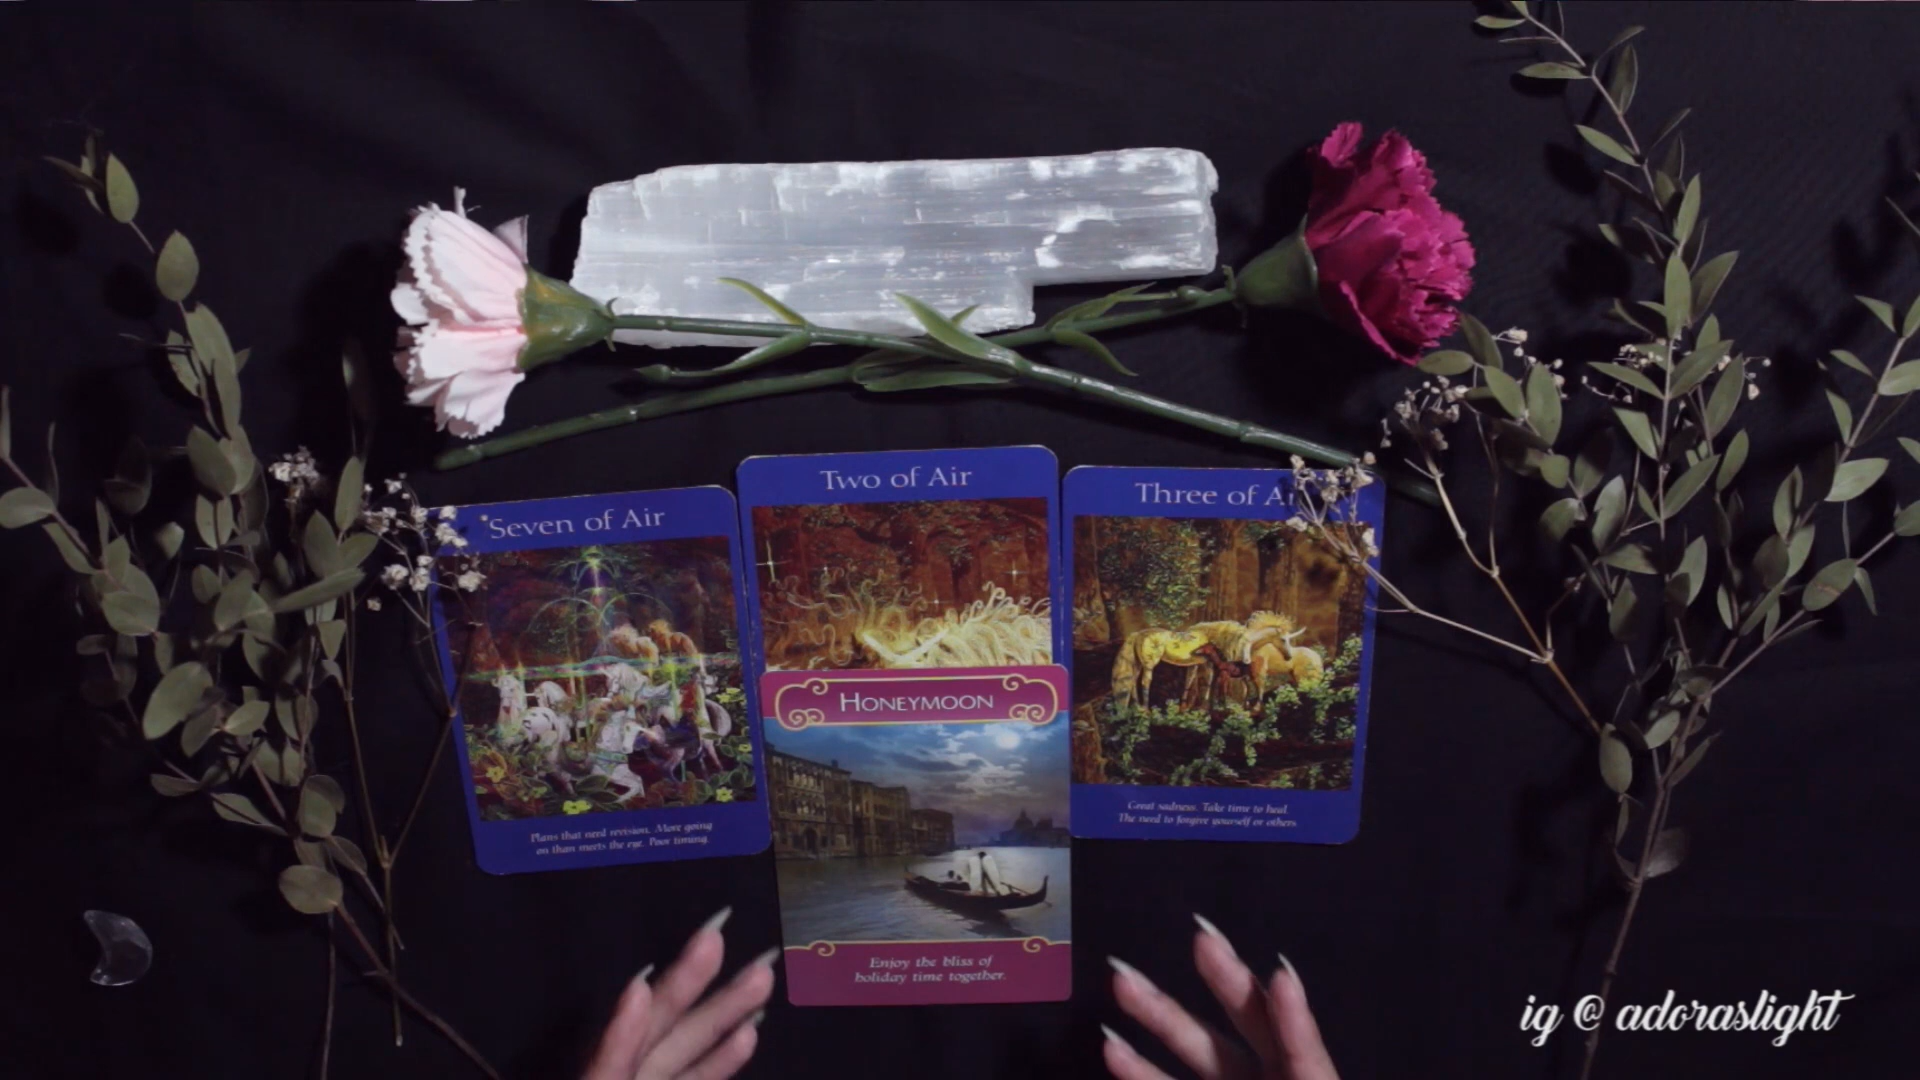 Two of Air
Seven of Air
Three of A
Honeymoon
Plans that need revision. More going
on than meets the eye. Poor timing.
Great sadness. Take time to heal.
The need to forgive yourself or others.
Enjoy the bliss of
holiday time together.
ig @ adoraslight